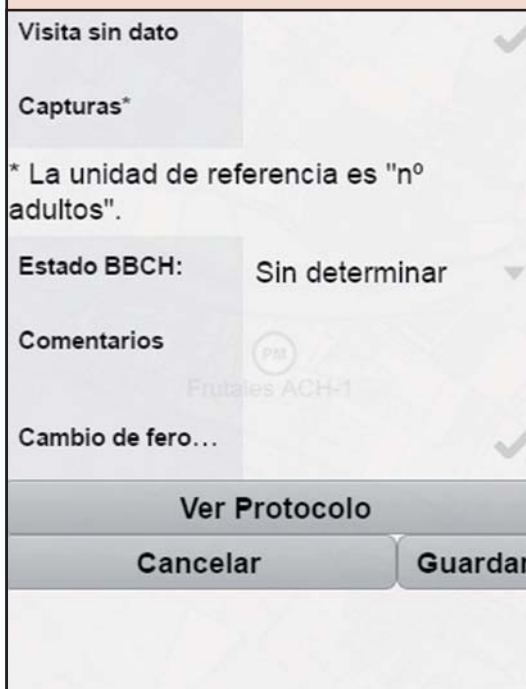 Visita sin dato
Capturas*
* La unidad de referencia es "nº
adultos".
Estado BBCH:
Sin determinar
Comentarios
PM
Frutales ACH-1
Cambio de fero...
Ver Protocolo
Cancelar
Guardar